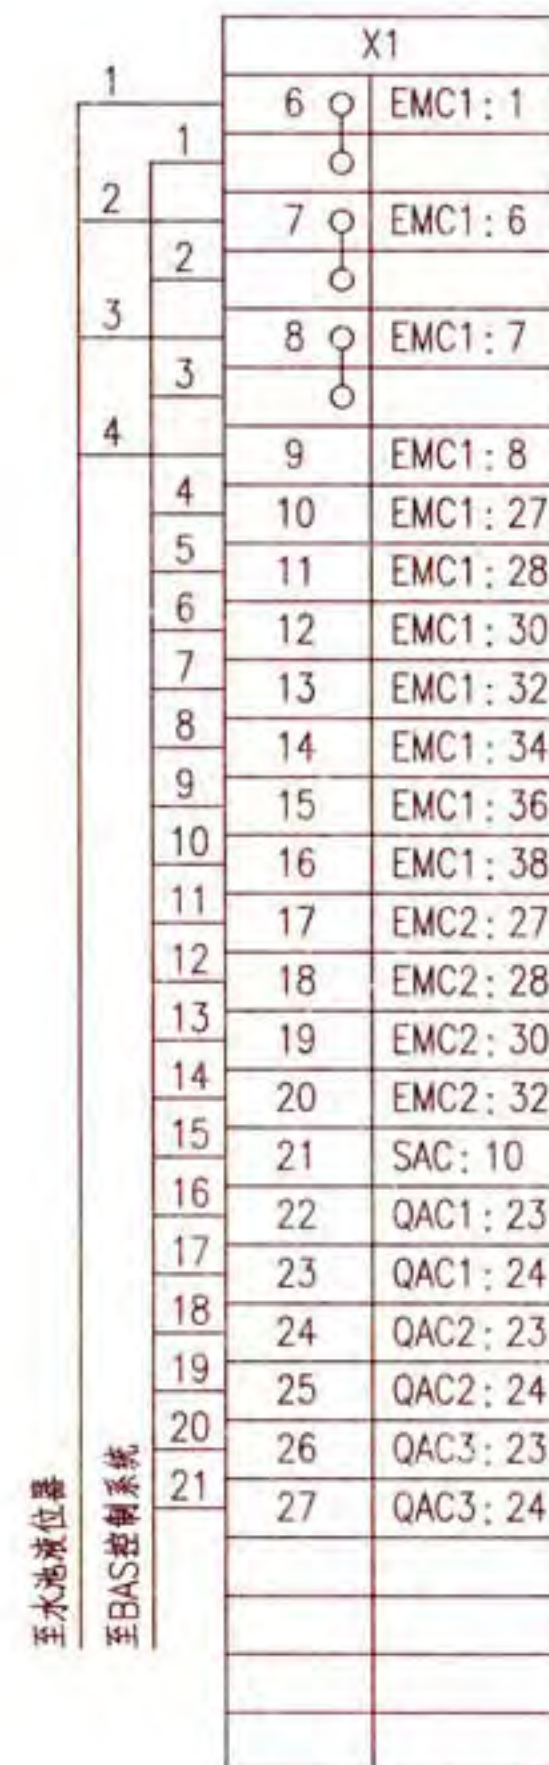 X1
1 6 EMC1: 1
1
2 7 EMC1: 6
2
3 8 EMC1: 7
3
4 9 EMC1: 8
4 10 EMC1: 27
5 11 EMC1: 28
6 12 EMC1: 30
7 13 EMC1: 32
8 14 EMC1: 34
9 15 EMC1: 36
10 16 EMC1: 38
11 17 EMC2: 27
12 18 EMC2: 28
13 19 EMC2: 30
14 20 EMC2: 32
15 21 SAC: 10
16 22 QAC1: 23
17 23 QAC1: 24
18 24 QAC2: 23
19 25 QAC2: 24
20 26 QAC3: 23
21 27 QAC3: 24
至水池液位器
至BAS控制系统